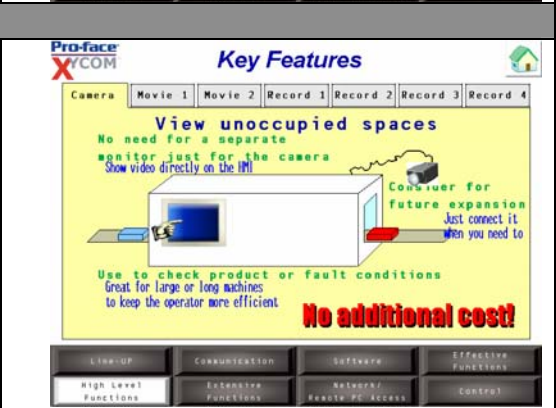 Pro-face
XYCOM
Key Features
Camera
Movie 1
Movie 2
Record 1
Record 2
Record 3
Record 4
View unoccupied spaces
No need for a separate
monitor just for the camera
Show video directly on the HMI
Consider for
future expansion
Just connect it
when you need to
Use to check product or fault conditions
Great for large or long machines
to keep the operator more efficient
No additional cost!
Line-UP
Communication
Software
Effective
Functions
High Level
Functions
Extensive
Functions
Network/
Remote PC Access
Control